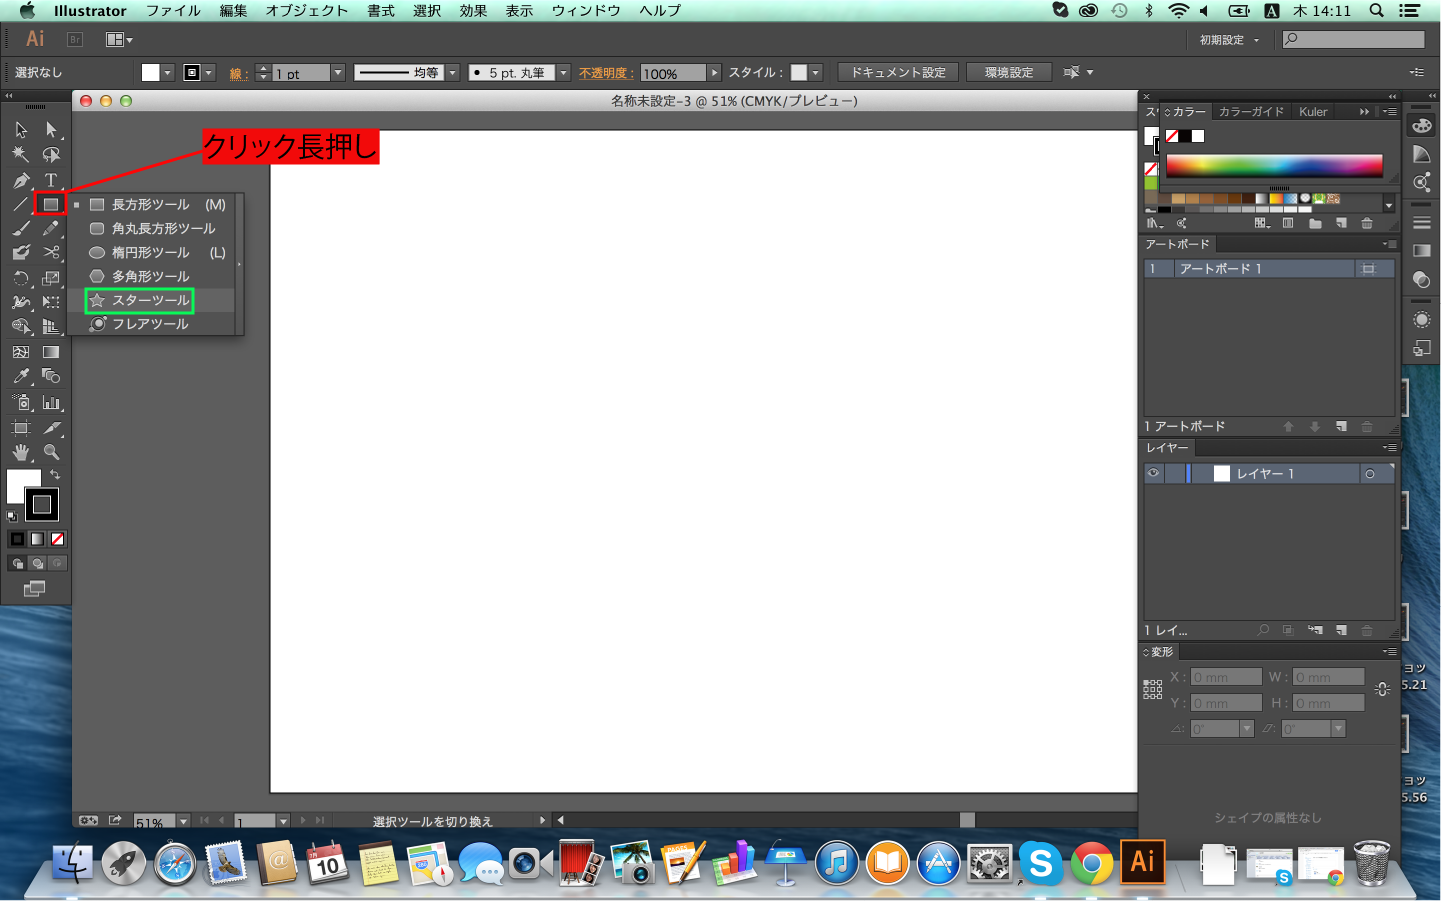 Illustrator ファイル 編集 オブジェクト 書式 選択 効果 表示 ウィンドウ ヘルプ A 木 14:11
Ai Br 初期設定
選択なし 線 : 1 pt 均等 5 pt. 丸筆 不透明度 : 100% スタイル : ドキュメント設定 環境設定
名称未設定-3 @ 51% (CMYK/プレビュー)
カラー カラーガイド Kuler
クリック長押し
T
長方形ツール (M)
角丸長方形ツール
楕円形ツール (L)
多角形ツール
スターツール
フレアツール
アートボード
1 アートボード 1
1 アートボード
レイヤー
レイヤー 1
1 レイ...
変形
X : 0 mm W : 0 mm
Y : 0 mm H : 0 mm
0° 0°
シェイプの属性なし
51% 1 選択ツールを切り換え
ョッ
5.21
ョッ
5.56
10
PAGES
S
Ai